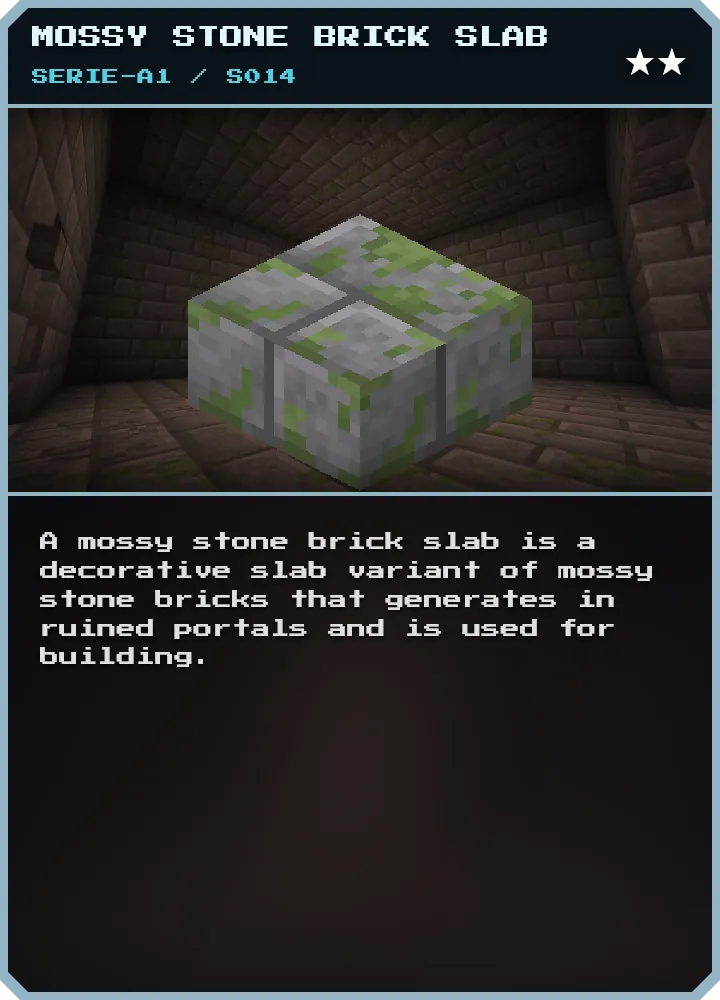 MOSSY STONE BRICK SLAB
SERIE-A1 / S014
★★
A mossy stone brick slab is a
decorative slab variant of mossy
stone bricks that generates in
ruined portals and is used for
building.